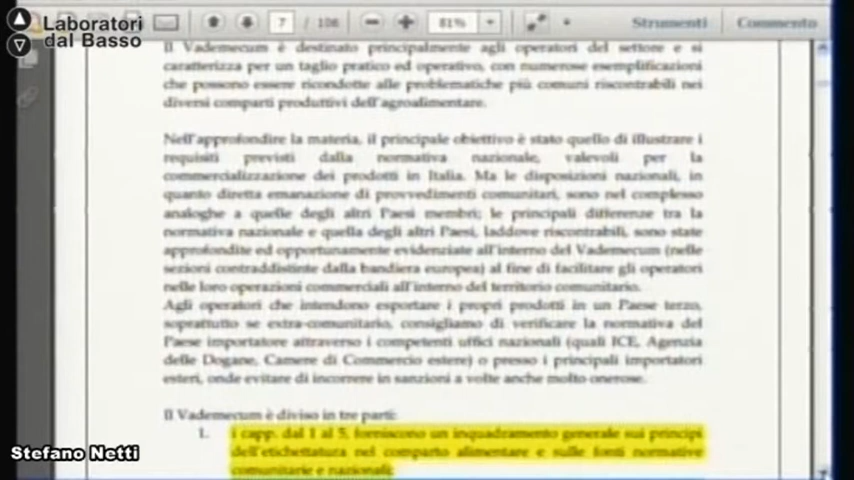 Laboratori
dal Basso
7 / 108
81%
Strumenti
Commento
Il Vademecum è destinato principalmente agli operatori del settore e si
caratterizza per un taglio pratico ed operativo, con numerose esemplificazioni
che possono essere ricondotte alle problematiche più comuni riscontrabili nei
diversi comparti produttivi dell'agroalimentare.
Nell'approfondire la materia, il principale obiettivo è stato quello di illustrare i
requisiti previsti dalla normativa nazionale, valevoli per la
commercializzazione dei prodotti in Italia. Ma le disposizioni nazionali, in
quanto diretta emanazione di provvedimenti comunitari, sono nel complesso
analoghe a quelle degli altri Paesi membri; le principali differenze tra la
normativa nazionale e quella degli altri Paesi, laddove riscontrabili, sono state
approfondite ed opportunamente evidenziate all'interno del Vademecum (nelle
sezioni contraddistinte dalla bandiera europea) al fine di facilitare gli operatori
nelle loro operazioni commerciali all'interno del territorio comunitario.
Agli operatori che intendono esportare i propri prodotti in un Paese terzo,
soprattutto se extra-comunitario, consigliamo di verificare la normativa del
Paese importatore attraverso i competenti uffici nazionali (quali ICE, Agenzia
delle Dogane, Camere di Commercio estere) o presso i principali importatori
esteri, onde evitare di incorrere in sanzioni a volte anche molto onerose.
Il Vademecum è diviso in tre parti:
1. i capp. dal 1 al 5, forniscono un inquadramento generale sui principi
dell'etichettatura nel comparto alimentare e sulle fonti normative
comunitarie e nazionali;
Stefano Netti